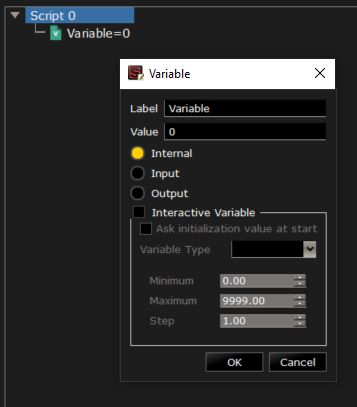 Script 0
Variable=0
Variable
Label Variable
Value 0
Internal
Input
Output
Interactive Variable
Ask initialization value at start
Variable Type
Minimum 0.00
Maximum 9999.00
Step 1.00
OK Cancel